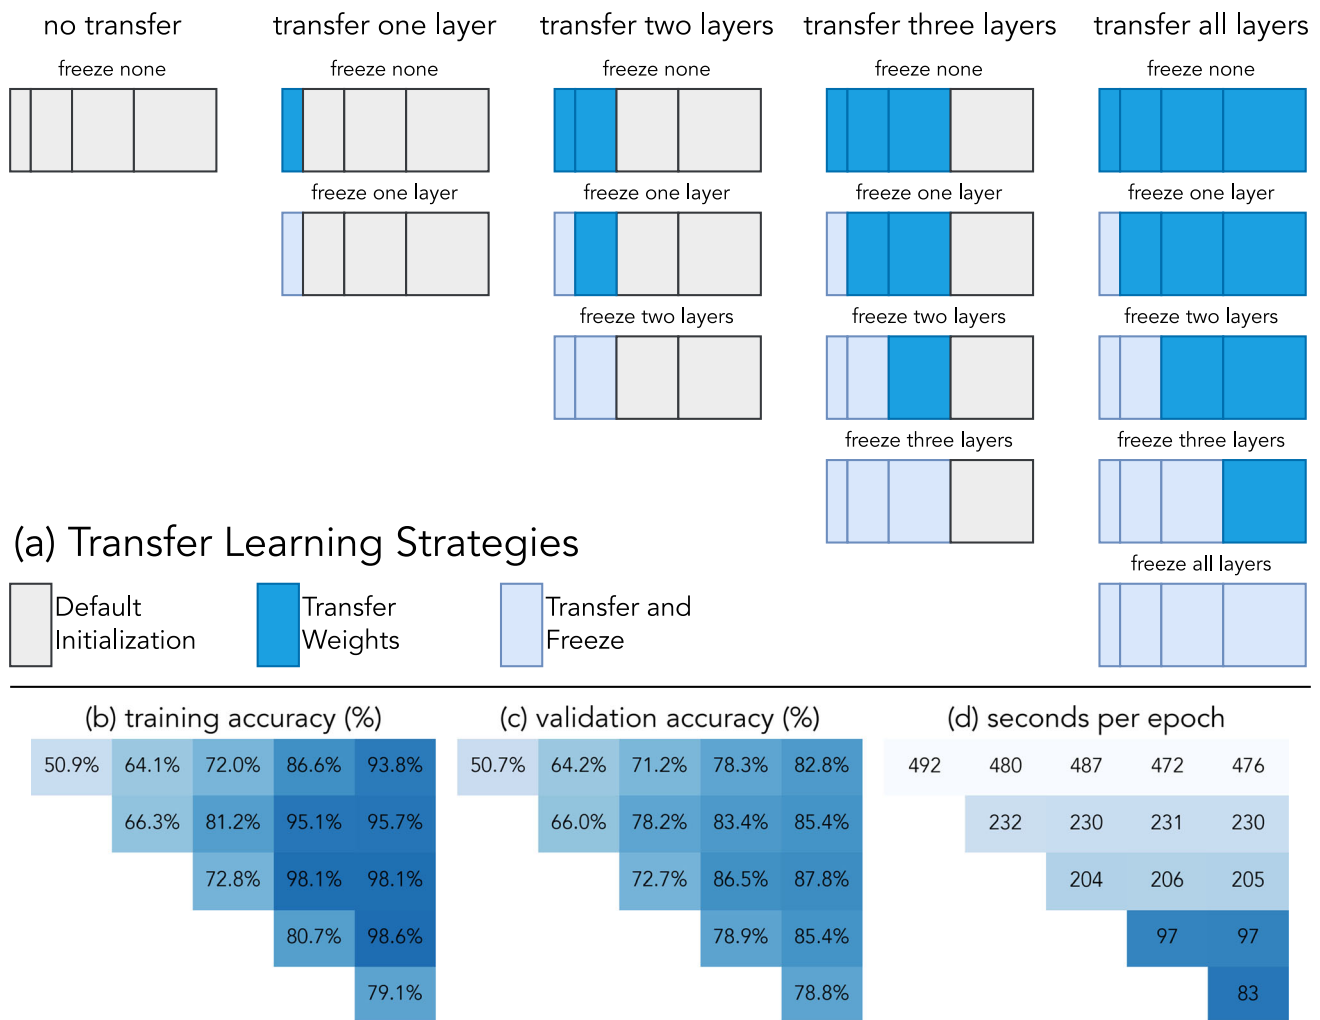 no transfer transfer one layer transfer two layers transfer three layers transfer all layers
freeze none freeze none freeze none freeze none freeze none
freeze one layer freeze one layer freeze one layer freeze one layer
freeze two layers freeze two layers freeze two layers
freeze three layers freeze three layers
(a) Transfer Learning Strategies
freeze all layers
Default Initialization
Transfer Weights
Transfer and Freeze
(b) training accuracy (%)
50.9% 64.1% 72.0% 86.6% 93.8%
66.3% 81.2% 95.1% 95.7%
72.8% 98.1% 98.1%
80.7% 98.6%
79.1%
(c) validation accuracy (%)
50.7% 64.2% 71.2% 78.3% 82.8%
66.0% 78.2% 83.4% 85.4%
72.7% 86.5% 87.8%
78.9% 85.4%
78.8%
(d) seconds per epoch
492 480 487 472 476
232 230 231 230
204 206 205
97 97
83